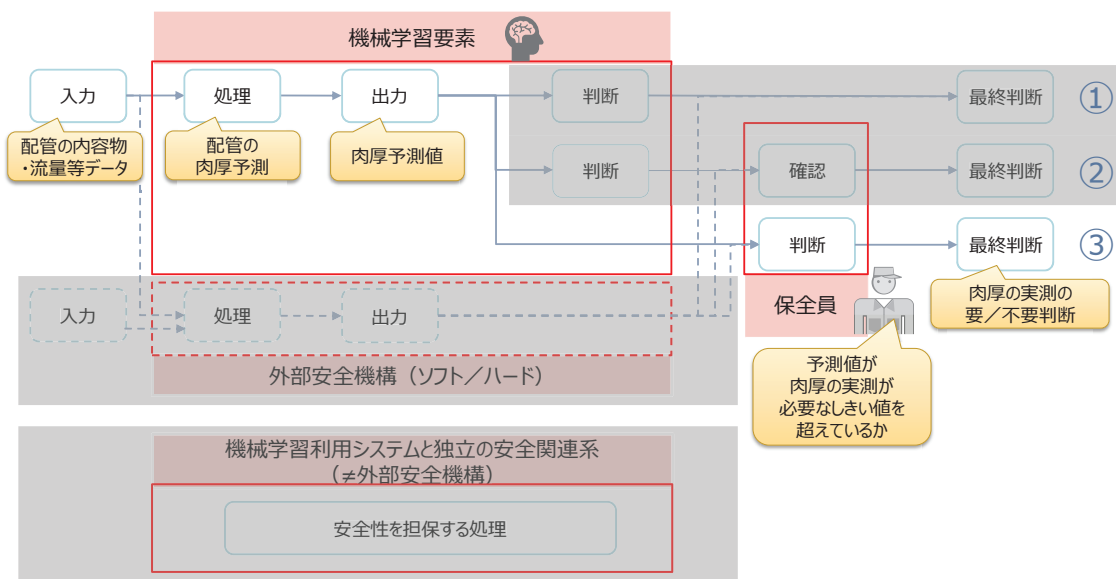 機械学習要素
入力
処理
出力
判断
最終判断
①
配管の内容物
・流量等データ
配管の
肉厚予測
肉厚予測値
判断
確認
最終判断
②
判断
最終判断
③
保全員
肉厚の実測の
要／不要判断
入力
処理
出力
外部安全機構（ソフト／ハード）
予測値が
肉厚の実測が
必要なしきい値を
超えているか
機械学習利用システムと独立の安全関連系
（≠外部安全機構）
安全性を担保する処理